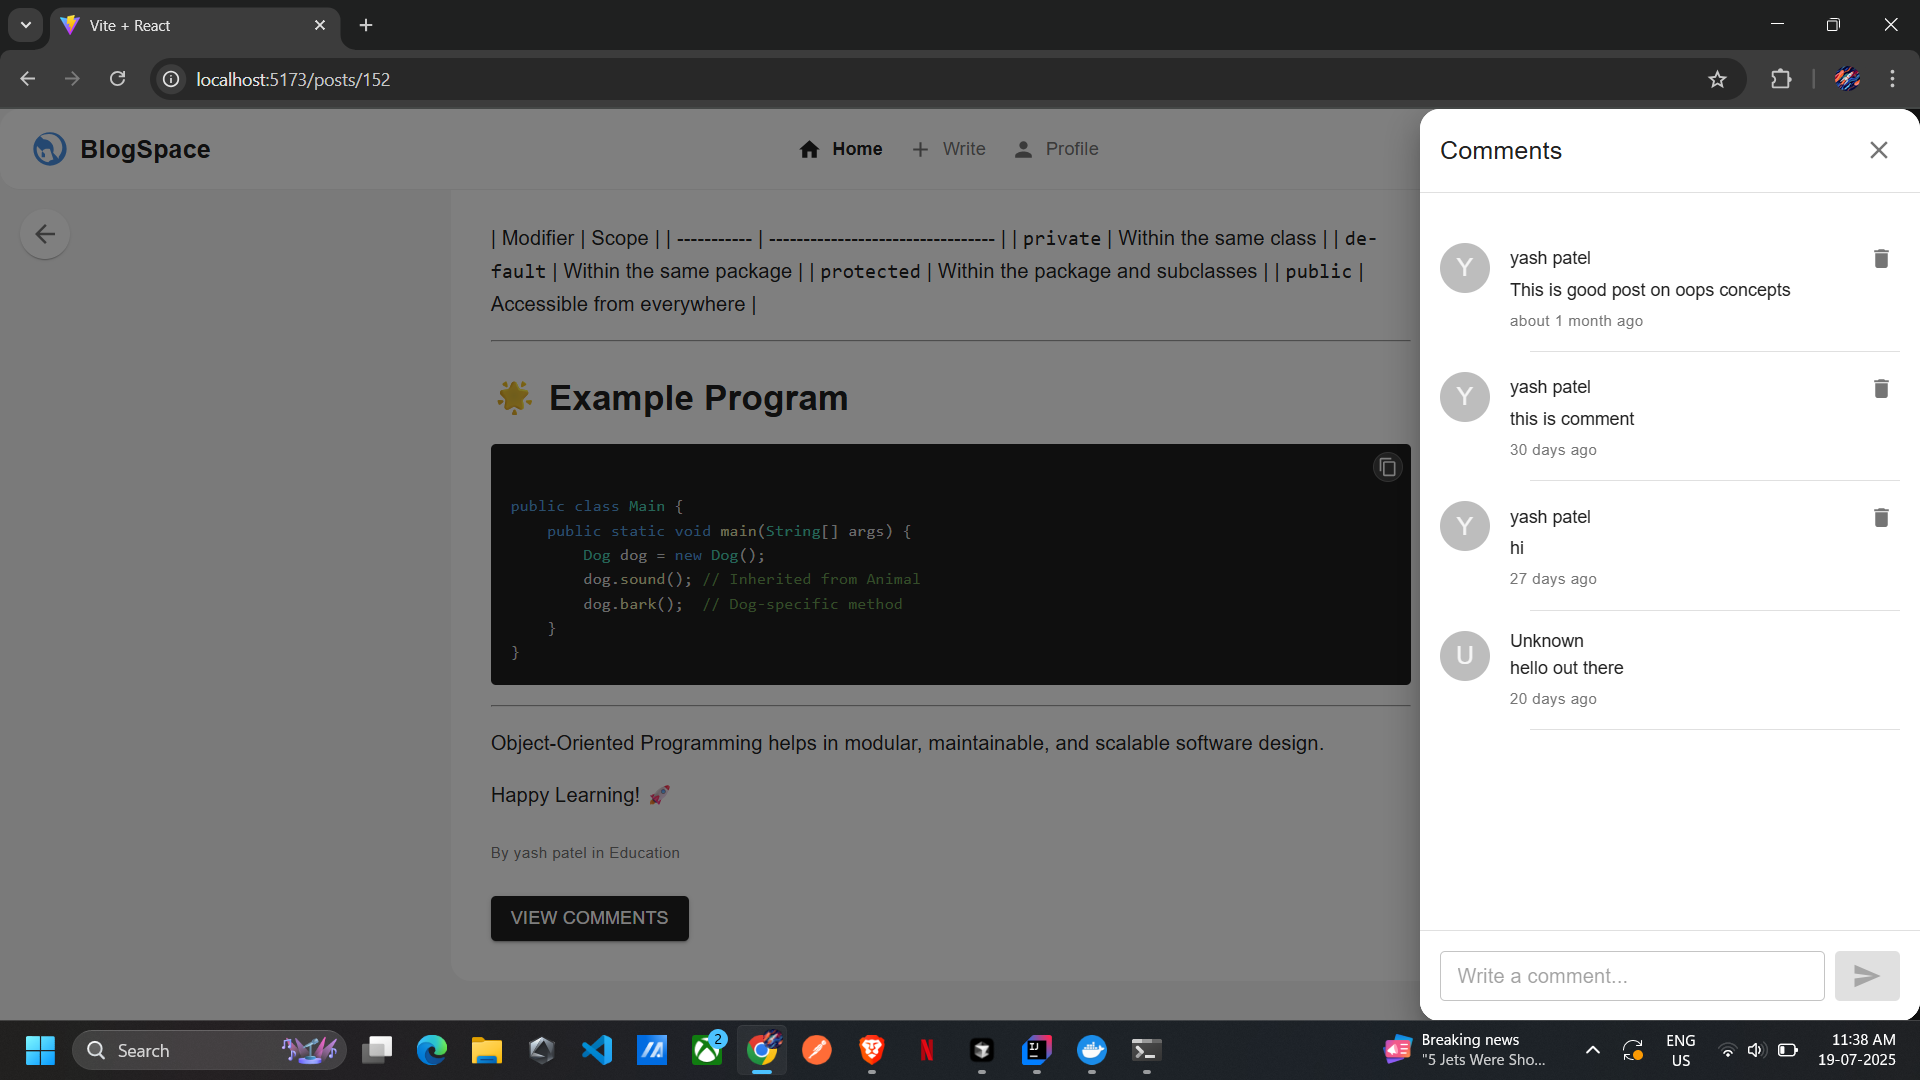 Vite + React
localhost:5173/posts/152
BlogSpace
Home
Write
Profile
| Modifier | Scope | | ----------- | --------------------------------- | | private | Within the same class | | de-
fault | Within the same package | | protected | Within the package and subclasses | | public |
Accessible from everywhere |
Example Program
public class Main {
    public static void main(String[] args) {
        Dog dog = new Dog();
        dog.sound(); // Inherited from Animal
        dog.bark();  // Dog-specific method
    }
}
Object-Oriented Programming helps in modular, maintainable, and scalable software design.
Happy Learning! 🚀
By yash patel in Education
VIEW COMMENTS
Comments
Y
yash patel
This is good post on oops concepts
about 1 month ago
Y
yash patel
this is comment
30 days ago
Y
yash patel
hi
27 days ago
U
Unknown
hello out there
20 days ago
Write a comment...
Search
2
N
IJ
Breaking news
"5 Jets Were Sho...
ENG
US
11:38 AM
19-07-2025